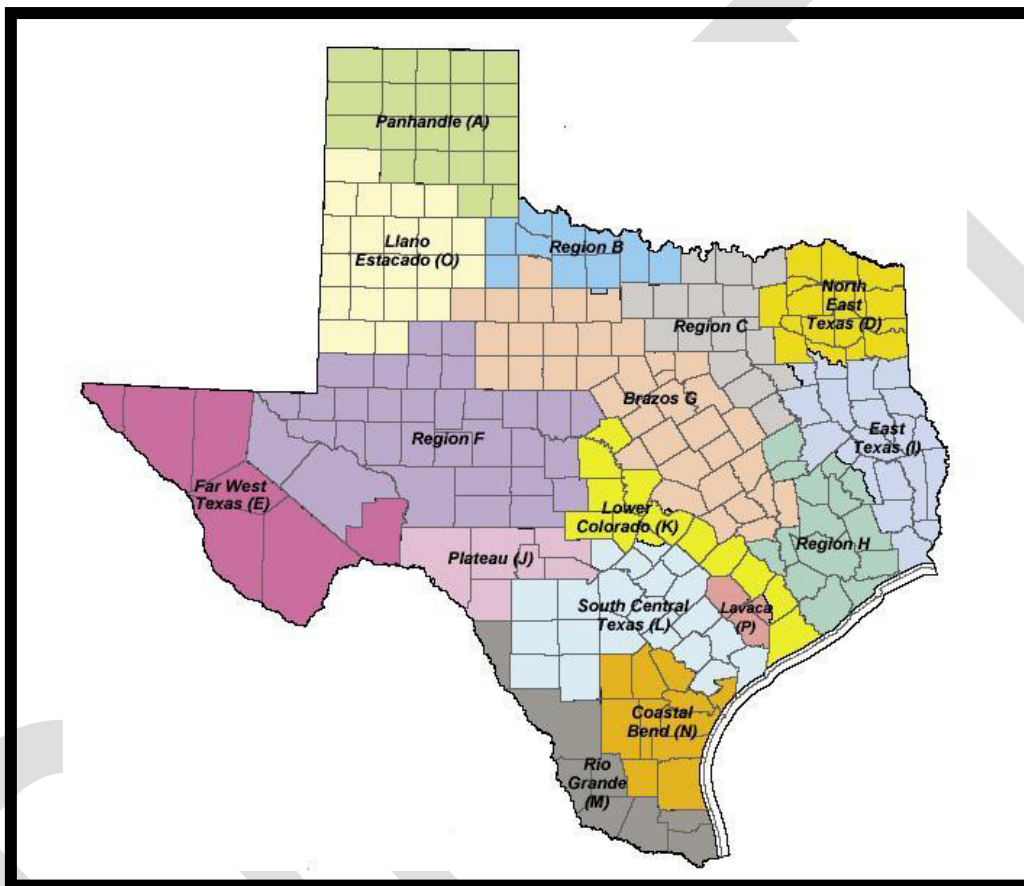 Panhandle (A)
Llano
Estacado (O)
Region B
North
East
Texas (D)
Region C
Brazos G
Region F
East
Texas (I)
Far West
Texas (E)
Lower
Colorado (K)
Region H
Plateau (J)
South Central
Texas (L)
Lavaca
(P)
Coastal
Bend (N)
Rio
Grande
(M)